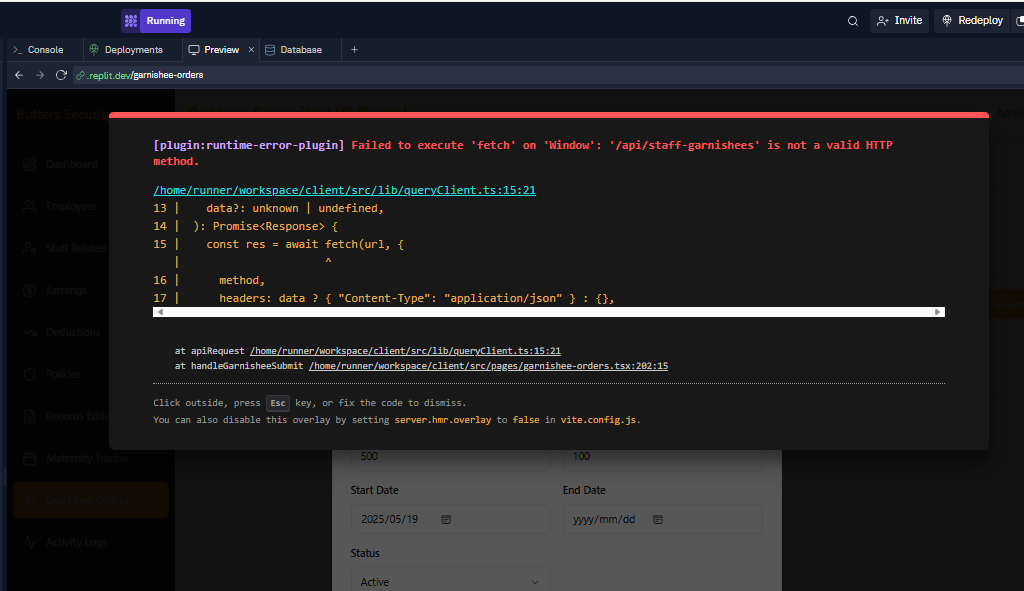 Running
Invite
Redeploy
>_ Console
Deployments
Preview ×
Database
+
.replit.dev/garnishee-orders
Butters Securi
Dashboard
Employees
Staff Related
Earnings
Deductions
Policies
Records
Maternity Tracker
Garnishee Orders
Activity Logs
[plugin:runtime-error-plugin] Failed to execute 'fetch' on 'Window': '/api/staff-garnishees' is not a valid HTTP
method.
/home/runner/workspace/client/src/lib/queryClient.ts:15:21
13 | data?: unknown | undefined,
14 | ): Promise<Response> {
15 | const res = await fetch(url, {
| ^
16 | method,
17 | headers: data ? { "Content-Type": "application/json" } : {},
at apiRequest /home/runner/workspace/client/src/lib/queryClient.ts:15:21
at handleGarnisheeSubmit /home/runner/workspace/client/src/pages/garnishee-orders.tsx:202:15
Click outside, press Esc key, or fix the code to dismiss.
You can also disable this overlay by setting server.hmr.overlay to false in vite.config.js.
500
100
Start Date
End Date
2025/05/19
yyyy/mm/dd
Status
Active